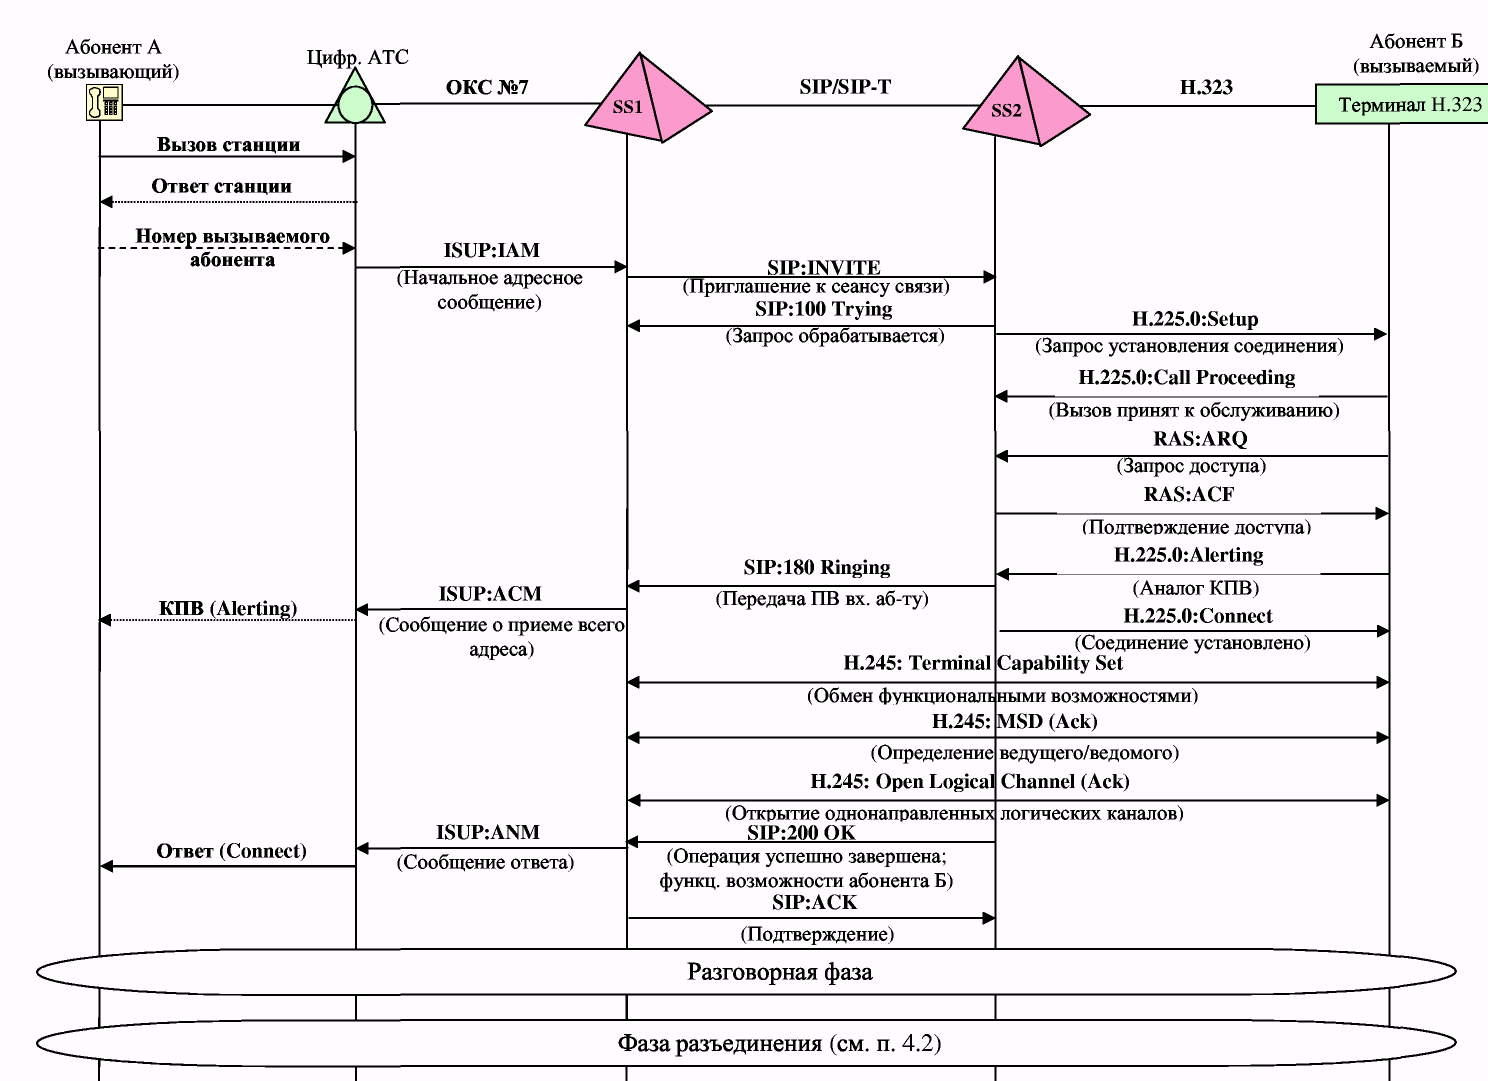 Абонент А
(вызывающий)
Цифр. АТС
ОКС №7
SS1
SIP/SIP-T
SS2
H.323
Абонент Б
(вызываемый)
Терминал H.323
Вызов станции
Ответ станции
Номер вызываемого
абонента
ISUP:IAM
(Начальное адресное
сообщение)
SIP:INVITE
(Приглашение к сеансу связи)
SIP:100 Trying
(Запрос обрабатывается)
H.225.0:Setup
(Запрос установления соединения)
H.225.0:Call Proceeding
(Вызов принят к обслуживанию)
RAS:ARQ
(Запрос доступа)
RAS:ACF
(Подтверждение доступа)
H.225.0:Alerting
(Аналог КПВ)
SIP:180 Ringing
(Передача ПВ вх. аб-ту)
ISUP:ACM
(Сообщение о приеме всего
адреса)
КПВ (Alerting)
H.225.0:Connect
(Соединение установлено)
H.245: Terminal Capability Set
(Обмен функциональными возможностями)
H.245: MSD (Ack)
(Определение ведущего/ведомого)
H.245: Open Logical Channel (Ack)
(Открытие однонаправленных логических каналов)
SIP:200 OK
(Операция успешно завершена;
функц. возможности абонента Б)
ISUP:ANM
(Сообщение ответа)
Ответ (Connect)
SIP:ACK
(Подтверждение)
Разговорная фаза
Фаза разъединения (см. п. 4.2)